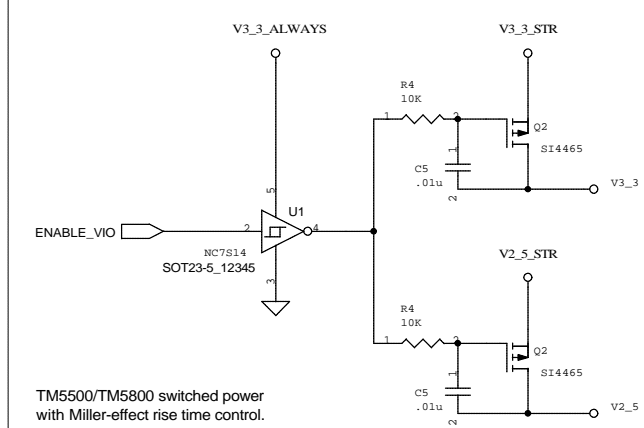 V3_3_ALWAYS
V3_3_STR
R4
10K
1
2
Q2
SI4465
C5
.01u
1
2
V3_3
5
U1
ENABLE_VIO
2
4
NC7S14
SOT23-5_12345
3
V2_5_STR
R4
10K
1
2
Q2
SI4465
C5
.01u
1
2
V2_5
TM5500/TM5800 switched power
with Miller-effect rise time control.